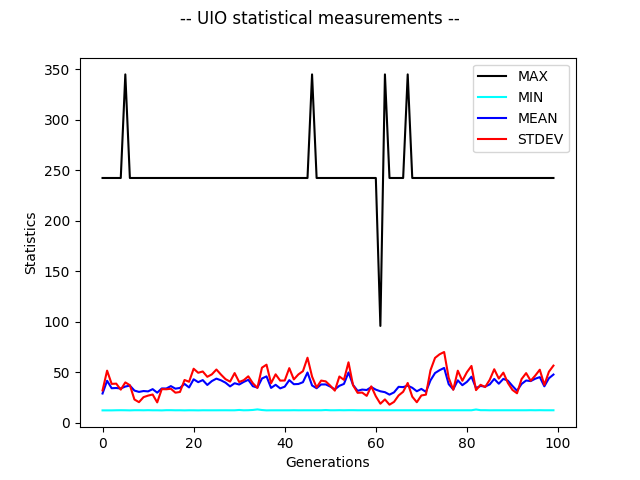 -- UIO statistical measurements --
350
300
250
200
150
100
50
0
Statistics
MAX
MIN
MEAN
STDEV
0 20 40 60 80 100
Generations